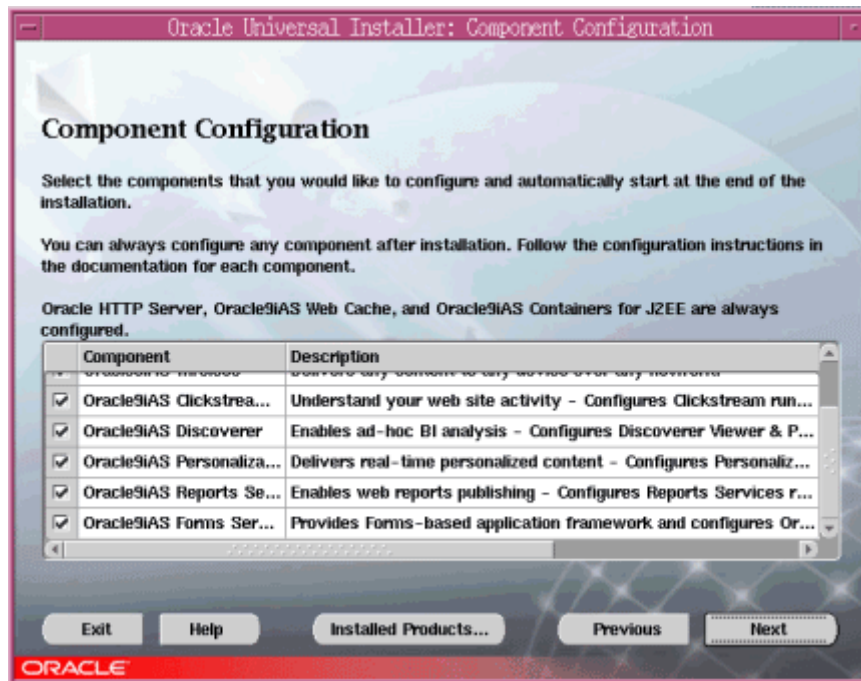 Oracle Universal Installer: Component Configuration
Component Configuration
Select the components that you would like to configure and automatically start at the end of the
installation.
You can always configure any component after installation. Follow the configuration instructions in
the documentation for each component.
Oracle HTTP Server, Oracle9iAS Web Cache, and Oracle9iAS Containers for J2EE are always
configured.
Component Description
Oracle9iAS Clickstrea... Understand your web site activity - Configures Clickstream run...
Oracle9iAS Discoverer Enables ad-hoc BI analysis - Configures Discoverer Viewer & P...
Oracle9iAS Personaliza... Delivers real-time personalized content - Configures Personaliz...
Oracle9iAS Reports Se... Enables web reports publishing - Configures Reports Services r...
Oracle9iAS Forms Ser... Provides Forms-based application framework and configures Or...
Exit Help Installed Products... Previous Next
ORACLE